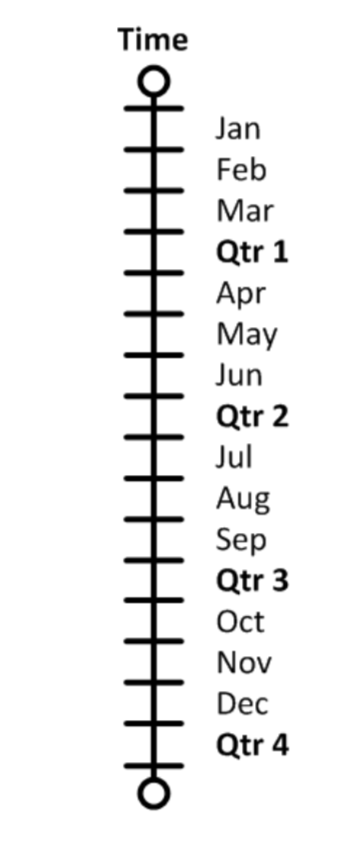 Time
Jan
Feb
Mar
Qtr 1
Apr
May
Jun
Qtr 2
Jul
Aug
Sep
Qtr 3
Oct
Nov
Dec
Qtr 4